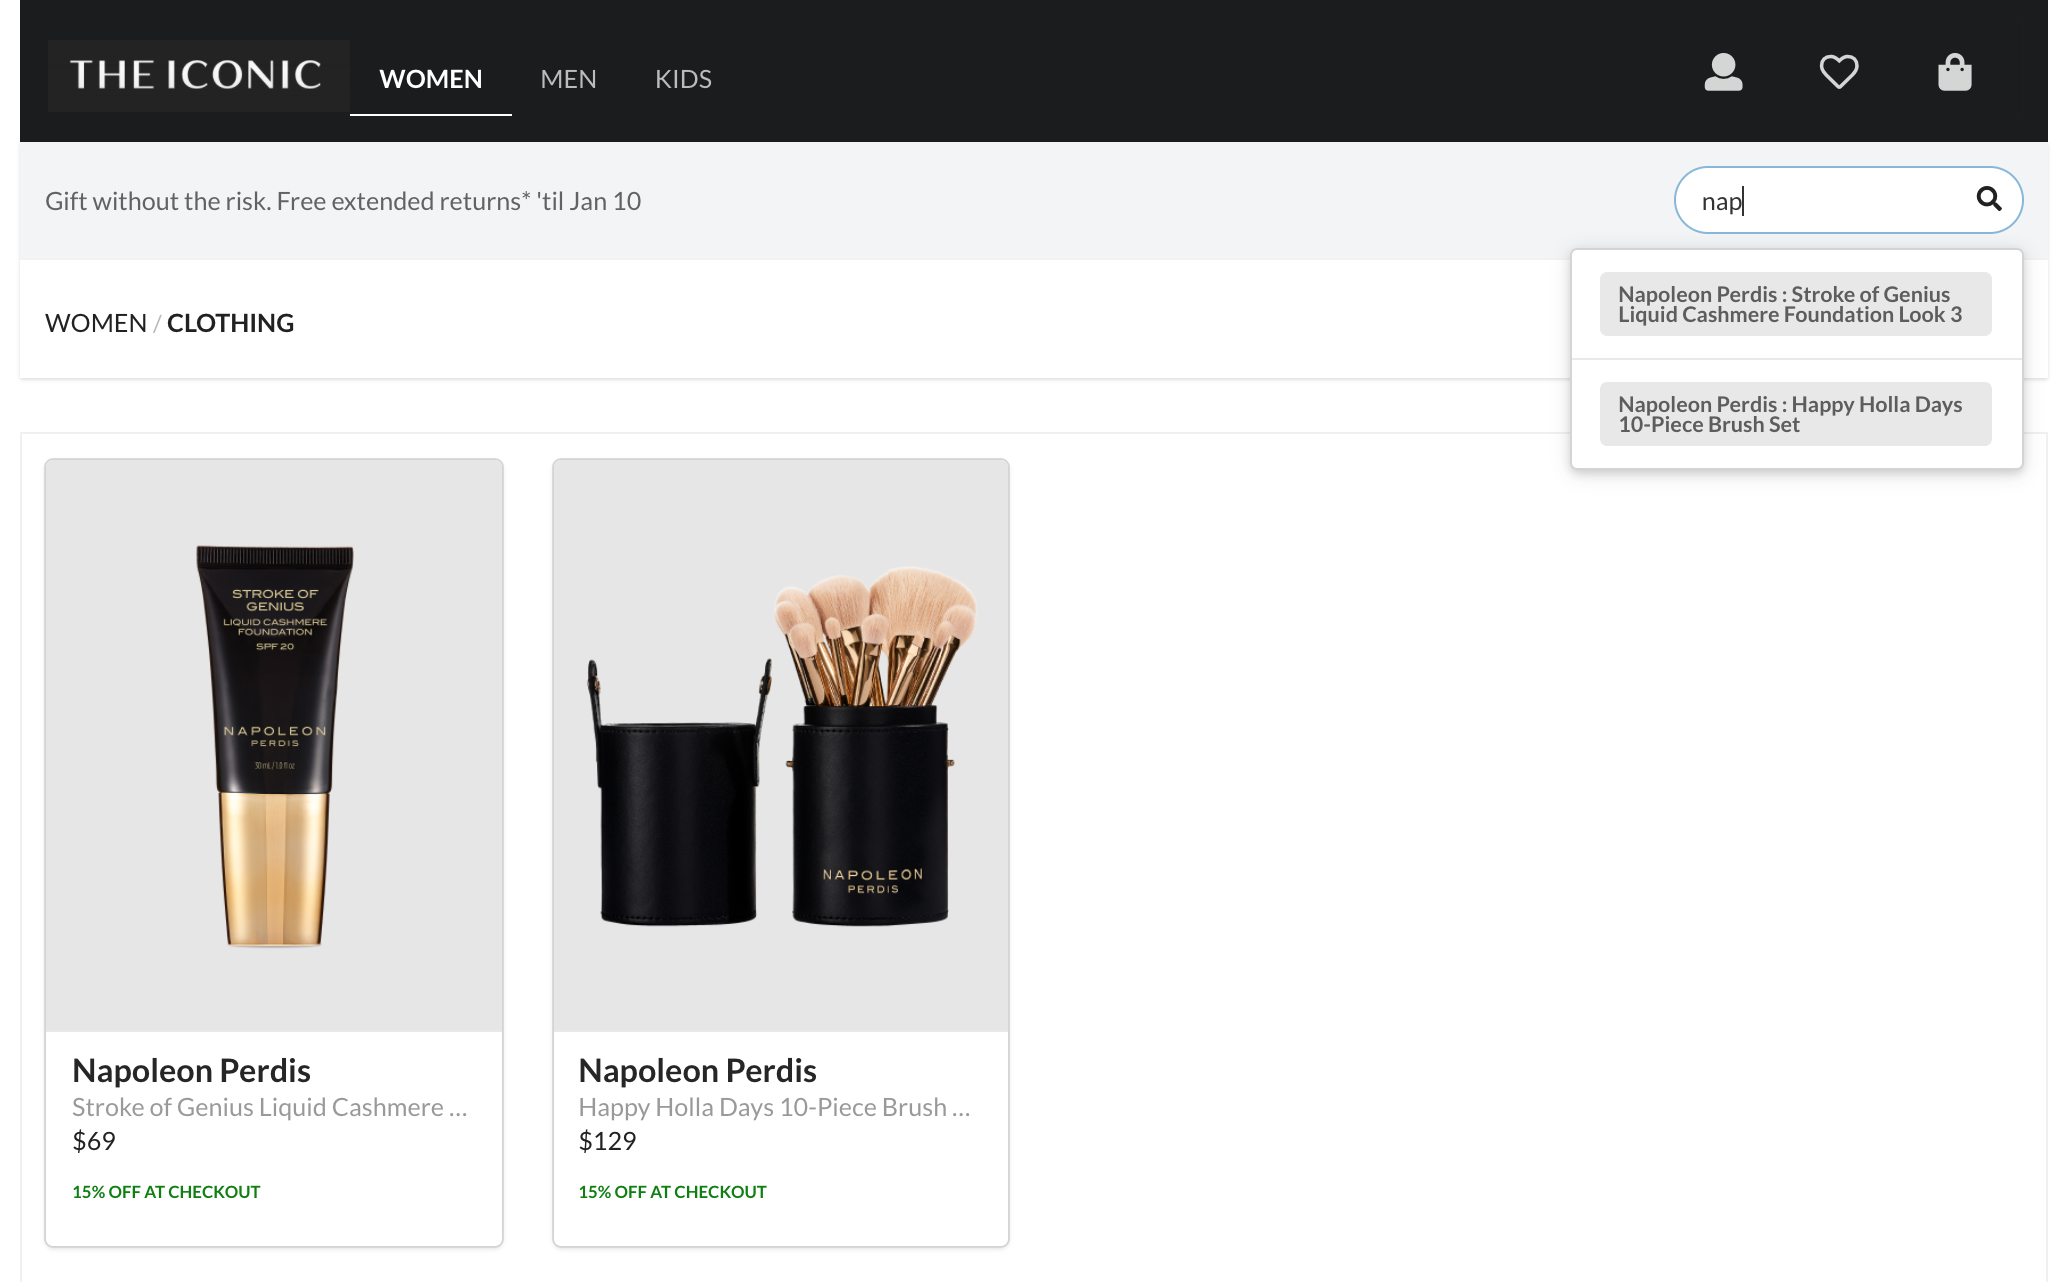 THE ICONIC
WOMEN
MEN
KIDS
Gift without the risk. Free extended returns* 'til Jan 10
nap
Napoleon Perdis : Stroke of Genius
Liquid Cashmere Foundation Look 3
Napoleon Perdis : Happy Holla Days
10-Piece Brush Set
WOMEN / CLOTHING
STROKE OF
GENIUS
LIQUID CASHMERE
FOUNDATION
SPF 20
NAPOLEON
PERDIS
30 mL / 1.0 fl oz
NAPOLEON
PERDIS
Napoleon Perdis
Stroke of Genius Liquid Cashmere ...
$69
15% OFF AT CHECKOUT
Napoleon Perdis
Happy Holla Days 10-Piece Brush ...
$129
15% OFF AT CHECKOUT